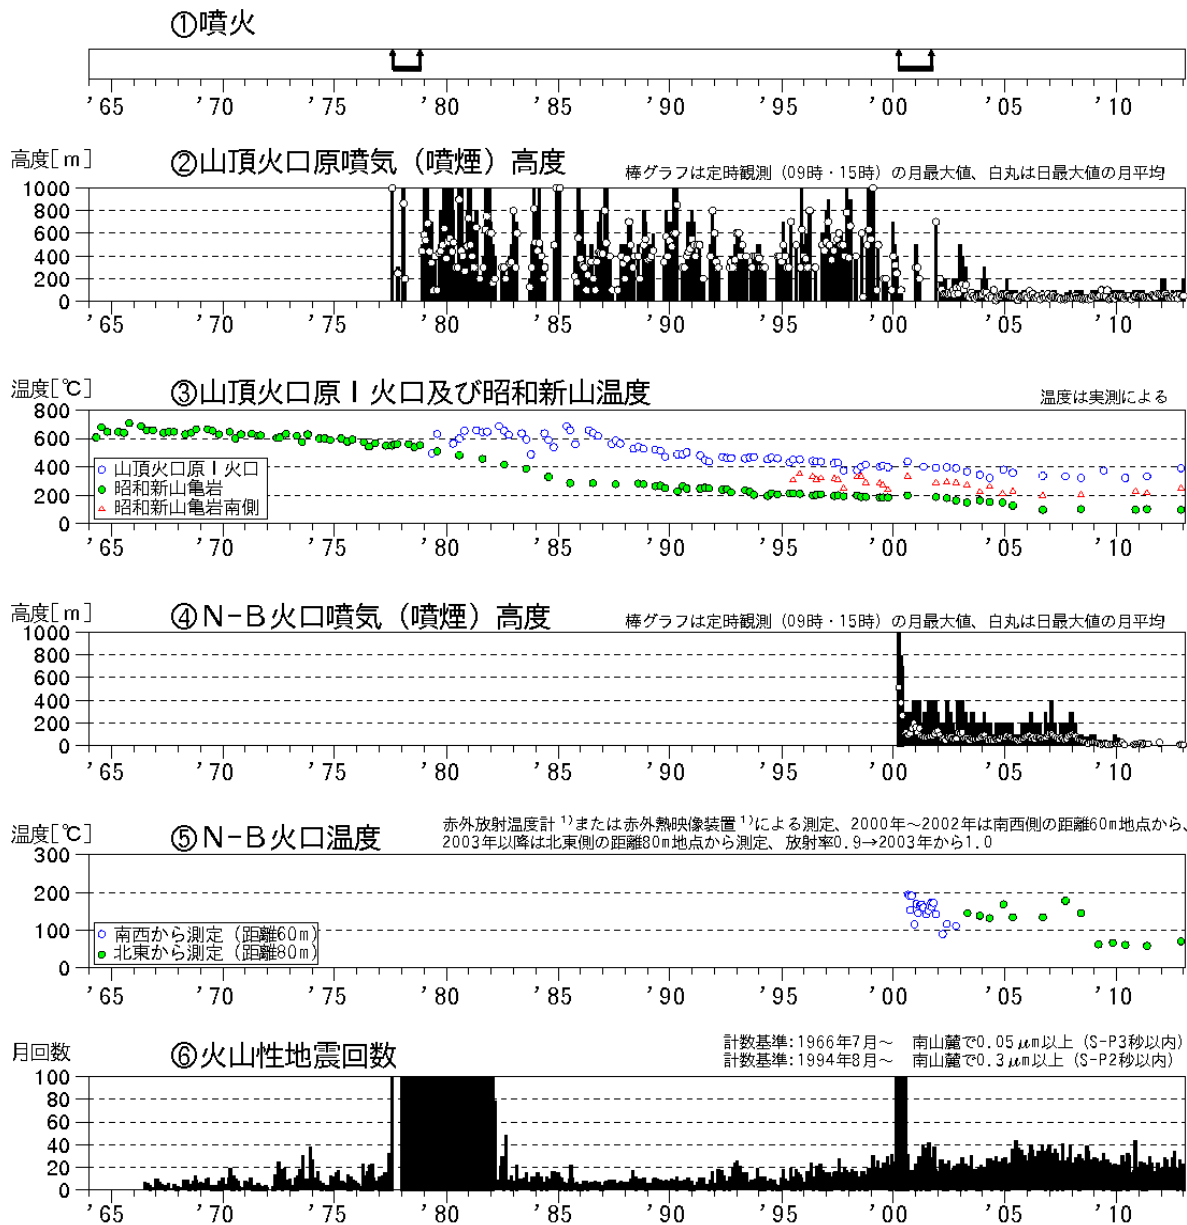 ①噴火
'65 '70 '75 '80 '85 '90 '95 '00 '05 '10
高度[m]
②山頂火口原噴気（噴煙）高度
棒グラフは定時観測（09時・15時）の月最大値、白丸は日最大値の月平均
1000
800
600
400
200
0
'65 '70 '75 '80 '85 '90 '95 '00 '05 '10
温度[℃]
③山頂火口原Ｉ火口及び昭和新山温度
温度は実測による
800
600
400
200
0
山頂火口原Ｉ火口
昭和新山亀岩
昭和新山亀岩南側
'65 '70 '75 '80 '85 '90 '95 '00 '05 '10
高度[m]
④Ｎ−Ｂ火口噴気（噴煙）高度
棒グラフは定時観測（09時・15時）の月最大値、白丸は日最大値の月平均
1000
800
600
400
200
0
'65 '70 '75 '80 '85 '90 '95 '00 '05 '10
温度[℃]
⑤Ｎ−Ｂ火口温度
赤外放射温度計¹⁾または赤外熱映像装置¹⁾による測定、2000年～2002年は南西側の距離60m地点から、
2003年以降は北東側の距離80m地点から測定、放射率0.9→2003年から1.0
300
200
100
0
南西から測定（距離60m）
北東から測定（距離80m）
'65 '70 '75 '80 '85 '90 '95 '00 '05 '10
月回数
⑥火山性地震回数
計数基準:1966年7月～ 南山麓で0.05μm以上（S-P3秒以内）
計数基準:1994年8月～ 南山麓で0.3μm以上（S-P2秒以内）
100
80
60
40
20
0
'65 '70 '75 '80 '85 '90 '95 '00 '05 '10